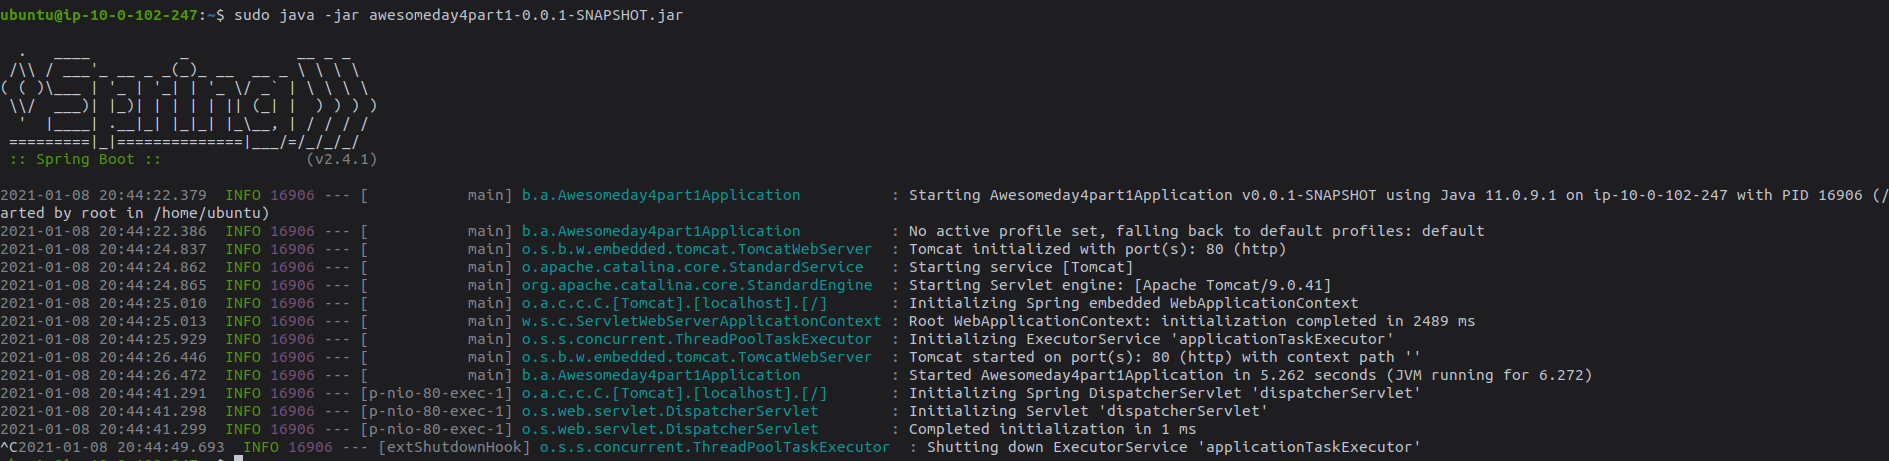 ubuntu@ip-10-0-102-247:~$ sudo java -jar awesomeday4part1-0.0.1-SNAPSHOT.jar

  .   ____          _            __ _ _
 /\\ / ___'_ __ _ _(_)_ __  __ _ \ \ \ \
( ( )\___ | '_ | '_| | '_ \/ _` | \ \ \ \
 \\/  ___)| |_)| | | | | || (_| |  ) ) ) )
  '  |____| .__|_| |_|_| |_\__, | / / / /
 =========|_|==============|___/=/_/_/_/
 :: Spring Boot ::                (v2.4.1)

2021-01-08 20:44:22.379  INFO 16906 --- [           main] b.a.Awesomeday4part1Application          : Starting Awesomeday4part1Application v0.0.1-SNAPSHOT using Java 11.0.9.1 on ip-10-0-102-247 with PID 16906 (/
arted by root in /home/ubuntu)
2021-01-08 20:44:22.386  INFO 16906 --- [           main] b.a.Awesomeday4part1Application          : No active profile set, falling back to default profiles: default
2021-01-08 20:44:24.837  INFO 16906 --- [           main] o.s.b.w.embedded.tomcat.TomcatWebServer  : Tomcat initialized with port(s): 80 (http)
2021-01-08 20:44:24.862  INFO 16906 --- [           main] o.apache.catalina.core.StandardService   : Starting service [Tomcat]
2021-01-08 20:44:24.865  INFO 16906 --- [           main] org.apache.catalina.core.StandardEngine  : Starting Servlet engine: [Apache Tomcat/9.0.41]
2021-01-08 20:44:25.010  INFO 16906 --- [           main] o.a.c.c.C.[Tomcat].[localhost].[/]       : Initializing Spring embedded WebApplicationContext
2021-01-08 20:44:25.013  INFO 16906 --- [           main] w.s.c.ServletWebServerApplicationContext : Root WebApplicationContext: initialization completed in 2489 ms
2021-01-08 20:44:25.929  INFO 16906 --- [           main] o.s.s.concurrent.ThreadPoolTaskExecutor  : Initializing ExecutorService 'applicationTaskExecutor'
2021-01-08 20:44:26.446  INFO 16906 --- [           main] o.s.b.w.embedded.tomcat.TomcatWebServer  : Tomcat started on port(s): 80 (http) with context path ''
2021-01-08 20:44:26.472  INFO 16906 --- [           main] b.a.Awesomeday4part1Application          : Started Awesomeday4part1Application in 5.262 seconds (JVM running for 6.272)
2021-01-08 20:44:41.291  INFO 16906 --- [p-nio-80-exec-1] o.a.c.c.C.[Tomcat].[localhost].[/]       : Initializing Spring DispatcherServlet 'dispatcherServlet'
2021-01-08 20:44:41.298  INFO 16906 --- [p-nio-80-exec-1] o.s.web.servlet.DispatcherServlet        : Initializing Servlet 'dispatcherServlet'
2021-01-08 20:44:41.299  INFO 16906 --- [p-nio-80-exec-1] o.s.web.servlet.DispatcherServlet        : Completed initialization in 1 ms
^C2021-01-08 20:44:49.693  INFO 16906 --- [extShutdownHook] o.s.s.concurrent.ThreadPoolTaskExecutor  : Shutting down ExecutorService 'applicationTaskExecutor'